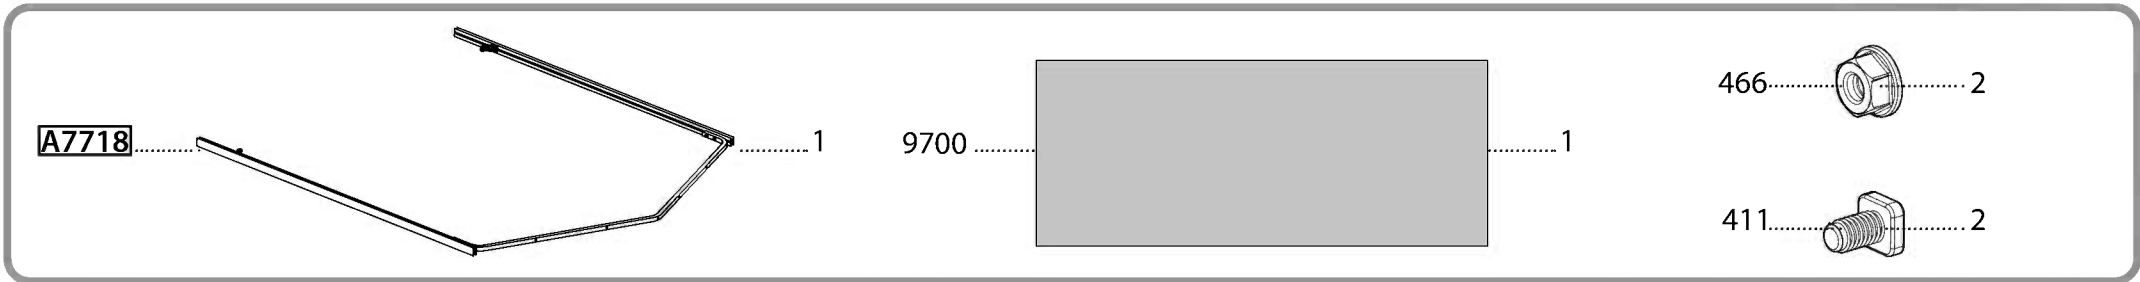 A7718 ........... 1
9700 ........... 1
466 ........... 2
411 ........... 2